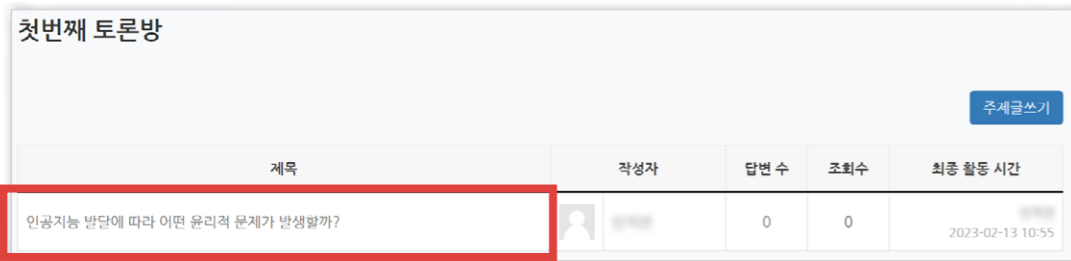 첫번째 토론방
주제글쓰기
제목 작성자 답변 수 조회수 최종 활동 시간
인공지능 발달에 따라 어떤 윤리적 문제가 발생할까? 0 0
2023-02-13 10:55